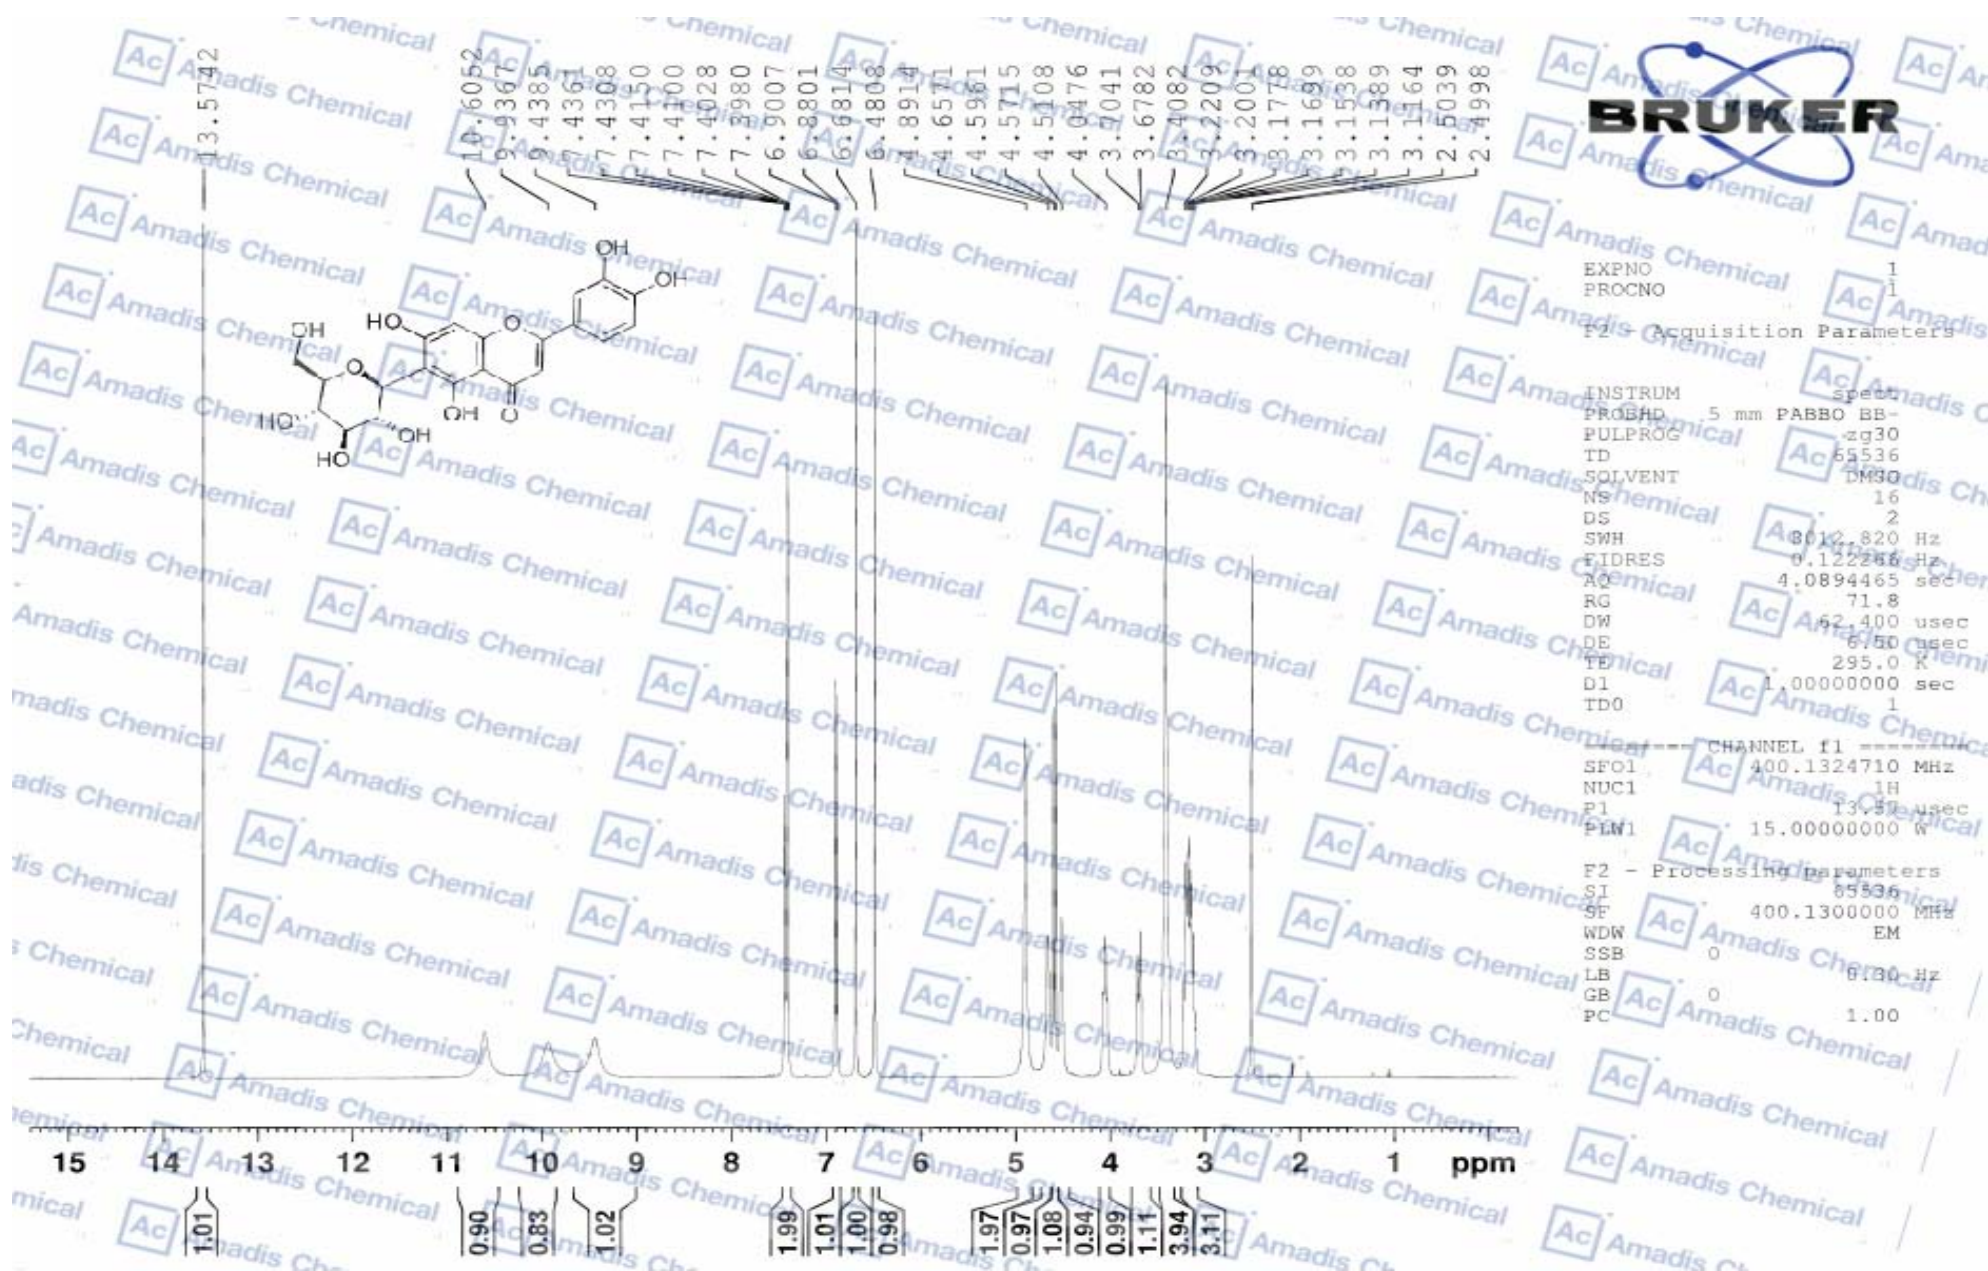 13.5742
10.6052
9.9367
9.4385
7.4361
7.4308
7.4150
7.4100
7.4028
7.3980
6.9007
6.8801
6.6814
6.4808
4.8914
4.6571
4.5961
4.5715
4.5108
4.0476
3.7041
3.6782
3.4082
3.2209
3.2001
3.1778
3.1699
3.1538
3.1389
3.1164
2.5039
2.4998
BRUKER
EXPNO 1
PROCNO 1
F2 - Acquisition Parameters
INSTRUM spect
PROBHD 5 mm PABBO BB-
PULPROG zg30
TD 65536
SOLVENT DMSO
NS 16
DS 2
SWH 8012.820 Hz
FIDRES 0.122266 Hz
AQ 4.0894465 sec
RG 71.8
DW 62.400 usec
DE 6.50 usec
TE 295.0 K
D1 1.00000000 sec
TD0 1
======== CHANNEL f1 ========
SFO1 400.1324710 MHz
NUC1 1H
P1 usec
PLW1 15.00000000 W
F2 - Processing parameters
SI 65536
SF 400.1300000 MHz
WDW EM
SSB 0
LB 0.30 Hz
GB 0
PC 1.00
OH
OH
HO
O
OH
O
HO
OH
O
OH
HO
15 14 13 12 11 10 9 8 7 6 5 4 3 2 1 ppm
1.01
0.90
0.83
1.02
1.99
1.01
1.00
0.98
1.97
0.97
1.08
0.94
0.99
1.11
3.94
3.11
Ac Amadis Chemical